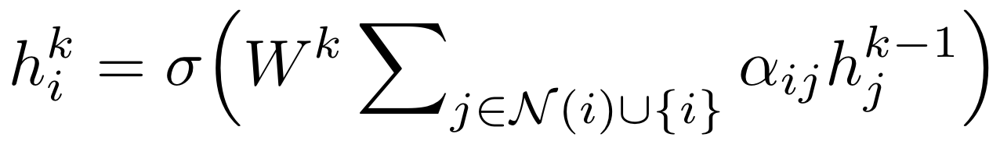 $h_i^k = \sigma \left( W^k \sum_{j \in \mathcal{N}(i) \cup \{i\}} \alpha_{ij} h_j^{k-1} \right)$